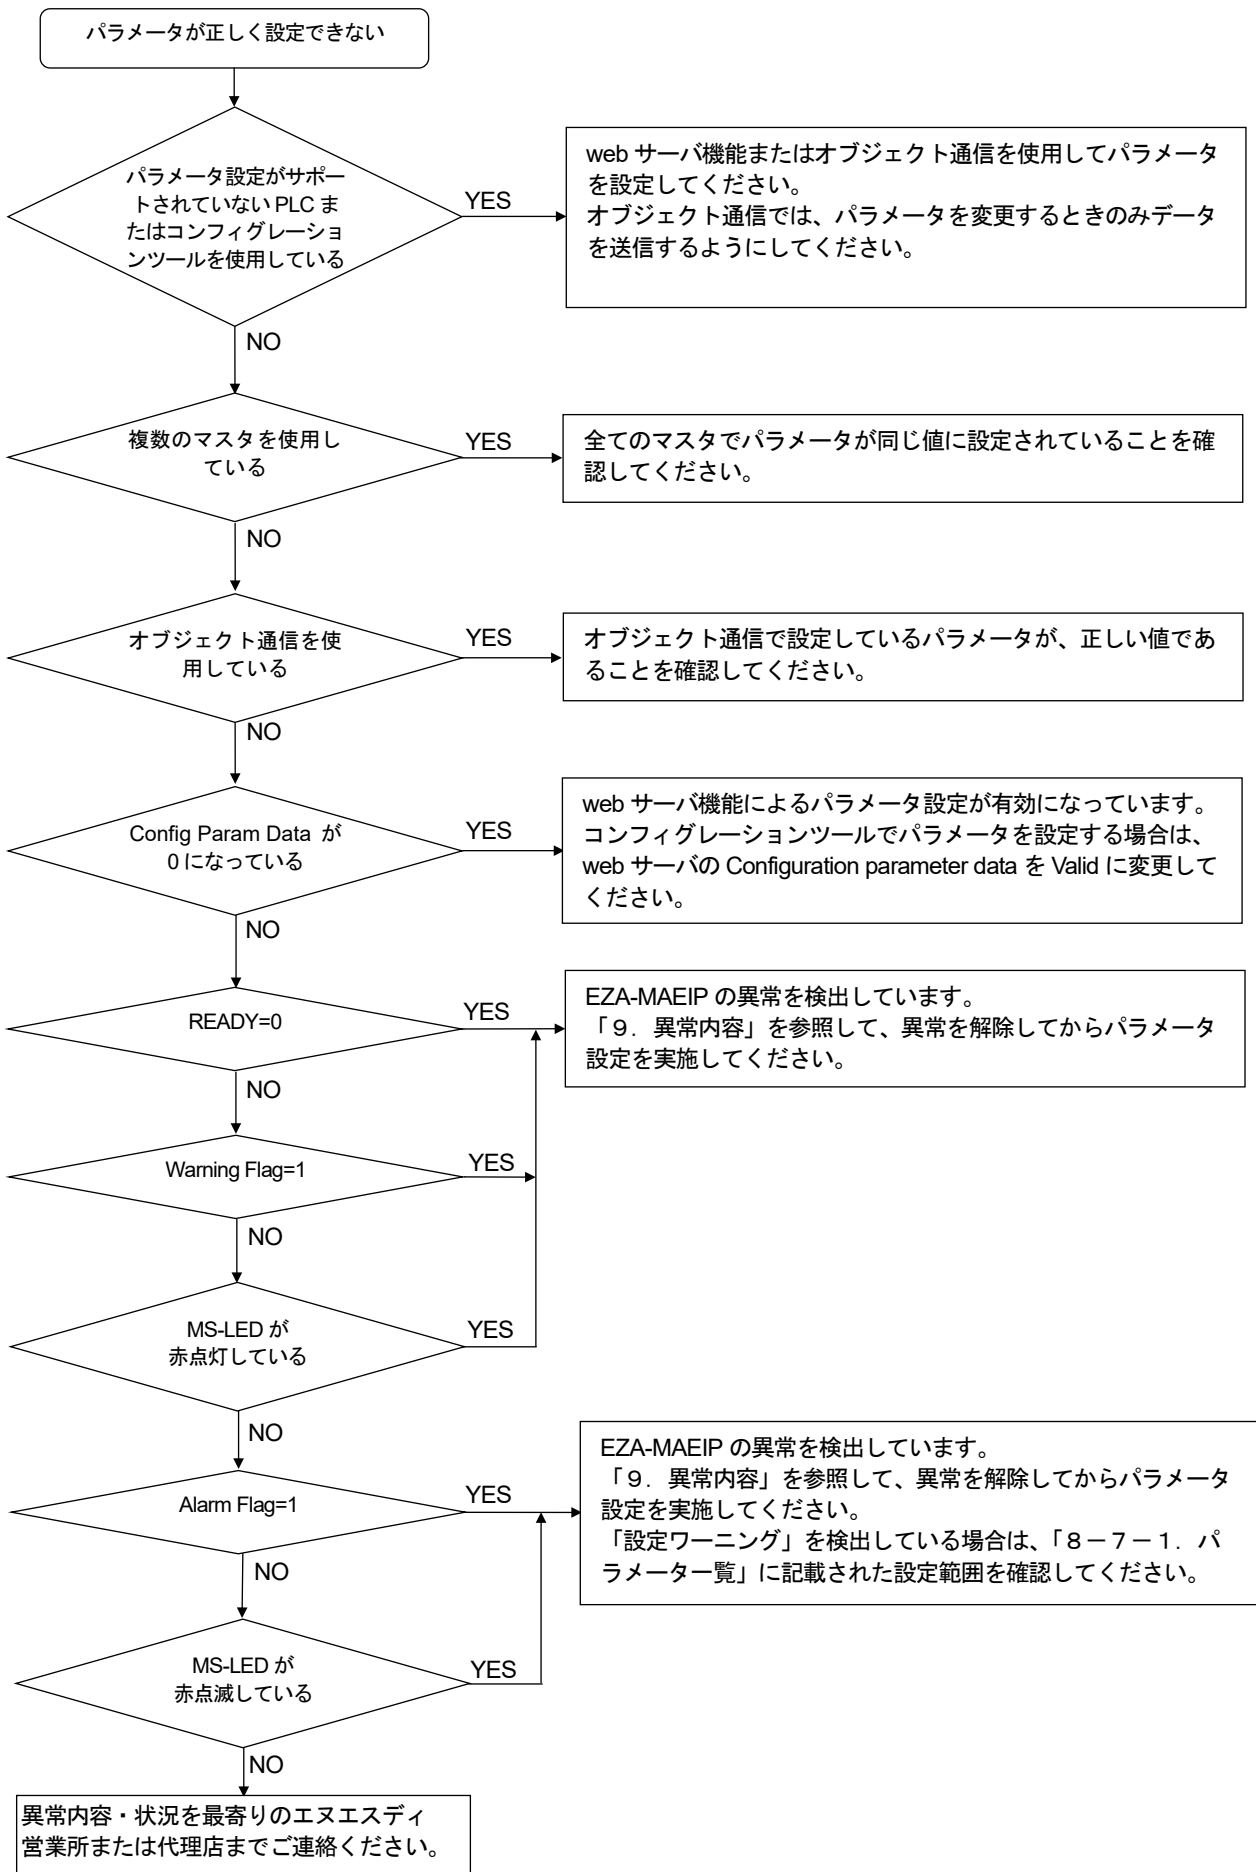 パラメータが正しく設定できない
パラメータ設定がサポー
トされていない PLC ま
たはコンフィグレーショ
ンツールを使用している
YES
web サーバ機能またはオブジェクト通信を使用してパラメータ
を設定してください。
オブジェクト通信では、パラメータを変更するときのみデータ
を送信するようにしてください。
NO
複数のマスタを使用し
ている
YES
全てのマスタでパラメータが同じ値に設定されていることを確
認してください。
NO
オブジェクト通信を使
用している
YES
オブジェクト通信で設定しているパラメータが、正しい値であ
ることを確認してください。
NO
Config Param Data が
0 になっている
YES
web サーバ機能によるパラメータ設定が有効になっています。
コンフィグレーションツールでパラメータを設定する場合は、
web サーバの Configuration parameter data を Valid に変更して
ください。
NO
READY=0
YES
EZA-MAEIP の異常を検出しています。
「９．異常内容」を参照して、異常を解除してからパラメータ
設定を実施してください。
NO
Warning Flag=1
YES
NO
MS-LED が
赤点灯している
YES
NO
Alarm Flag=1
YES
EZA-MAEIP の異常を検出しています。
「９．異常内容」を参照して、異常を解除してからパラメータ
設定を実施してください。
「設定ワーニング」を検出している場合は、「８－７－１．パ
ラメータ一覧」に記載された設定範囲を確認してください。
NO
MS-LED が
赤点滅している
YES
NO
異常内容・状況を最寄りのエヌエスディ
営業所または代理店までご連絡ください。